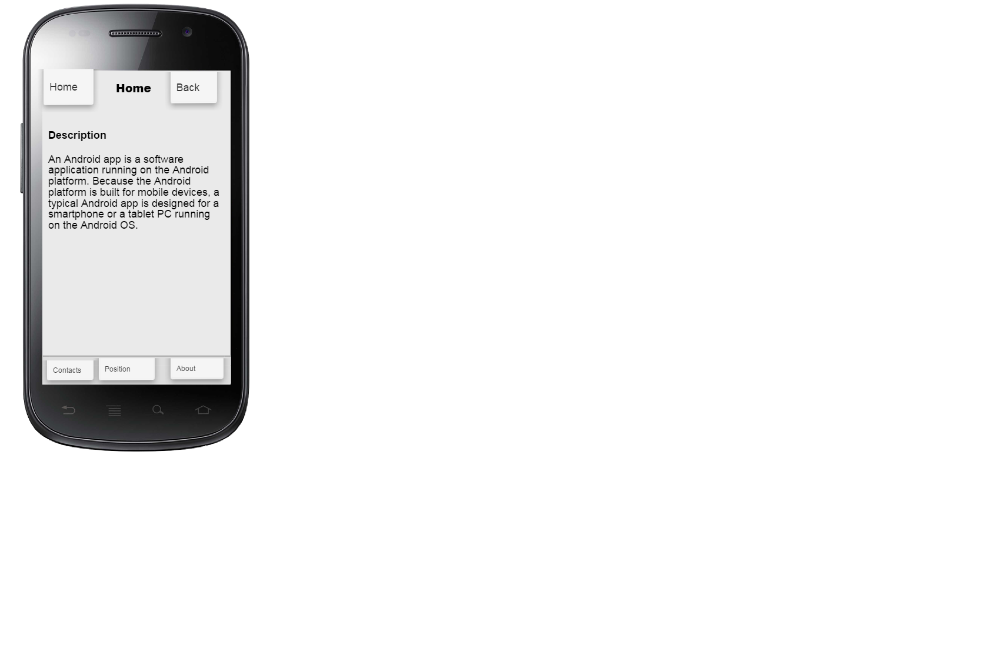 Home Home Back
Description
An Android app is a software
application running on the Android
platform. Because the Android
platform is built for mobile devices, a
typical Android app is designed for a
smartphone or a tablet PC running
on the Android OS.
Contacts Position About